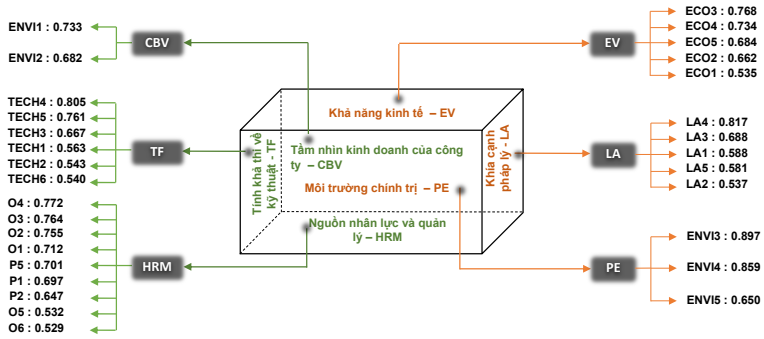 ENVI1 : 0.733
ENVI2 : 0.682
CBV
TECH4 : 0.805
TECH5 : 0.761
TECH3 : 0.667
TECH1 : 0.563
TECH2 : 0.543
TECH6 : 0.540
TF
O4 : 0.772
O3 : 0.764
O2 : 0.755
O1 : 0.712
P5 : 0.701
P1 : 0.697
P2 : 0.647
O5 : 0.532
O6 : 0.529
HRM
Khả năng kinh tế – EV
Tính khả thi về
kỹ thuật - TF
Tầm nhìn kinh doanh của công
ty – CBV
Môi trường chính trị – PE
Nguồn nhân lực và quản
lý – HRM
Khía cạnh
pháp lý - LA
EV
ECO3 : 0.768
ECO4 : 0.734
ECO5 : 0.684
ECO2 : 0.662
ECO1 : 0.535
LA
LA4 : 0.817
LA3 : 0.688
LA1 : 0.588
LA5 : 0.581
LA2 : 0.537
PE
ENVI3 : 0.897
ENVI4 : 0.859
ENVI5 : 0.650